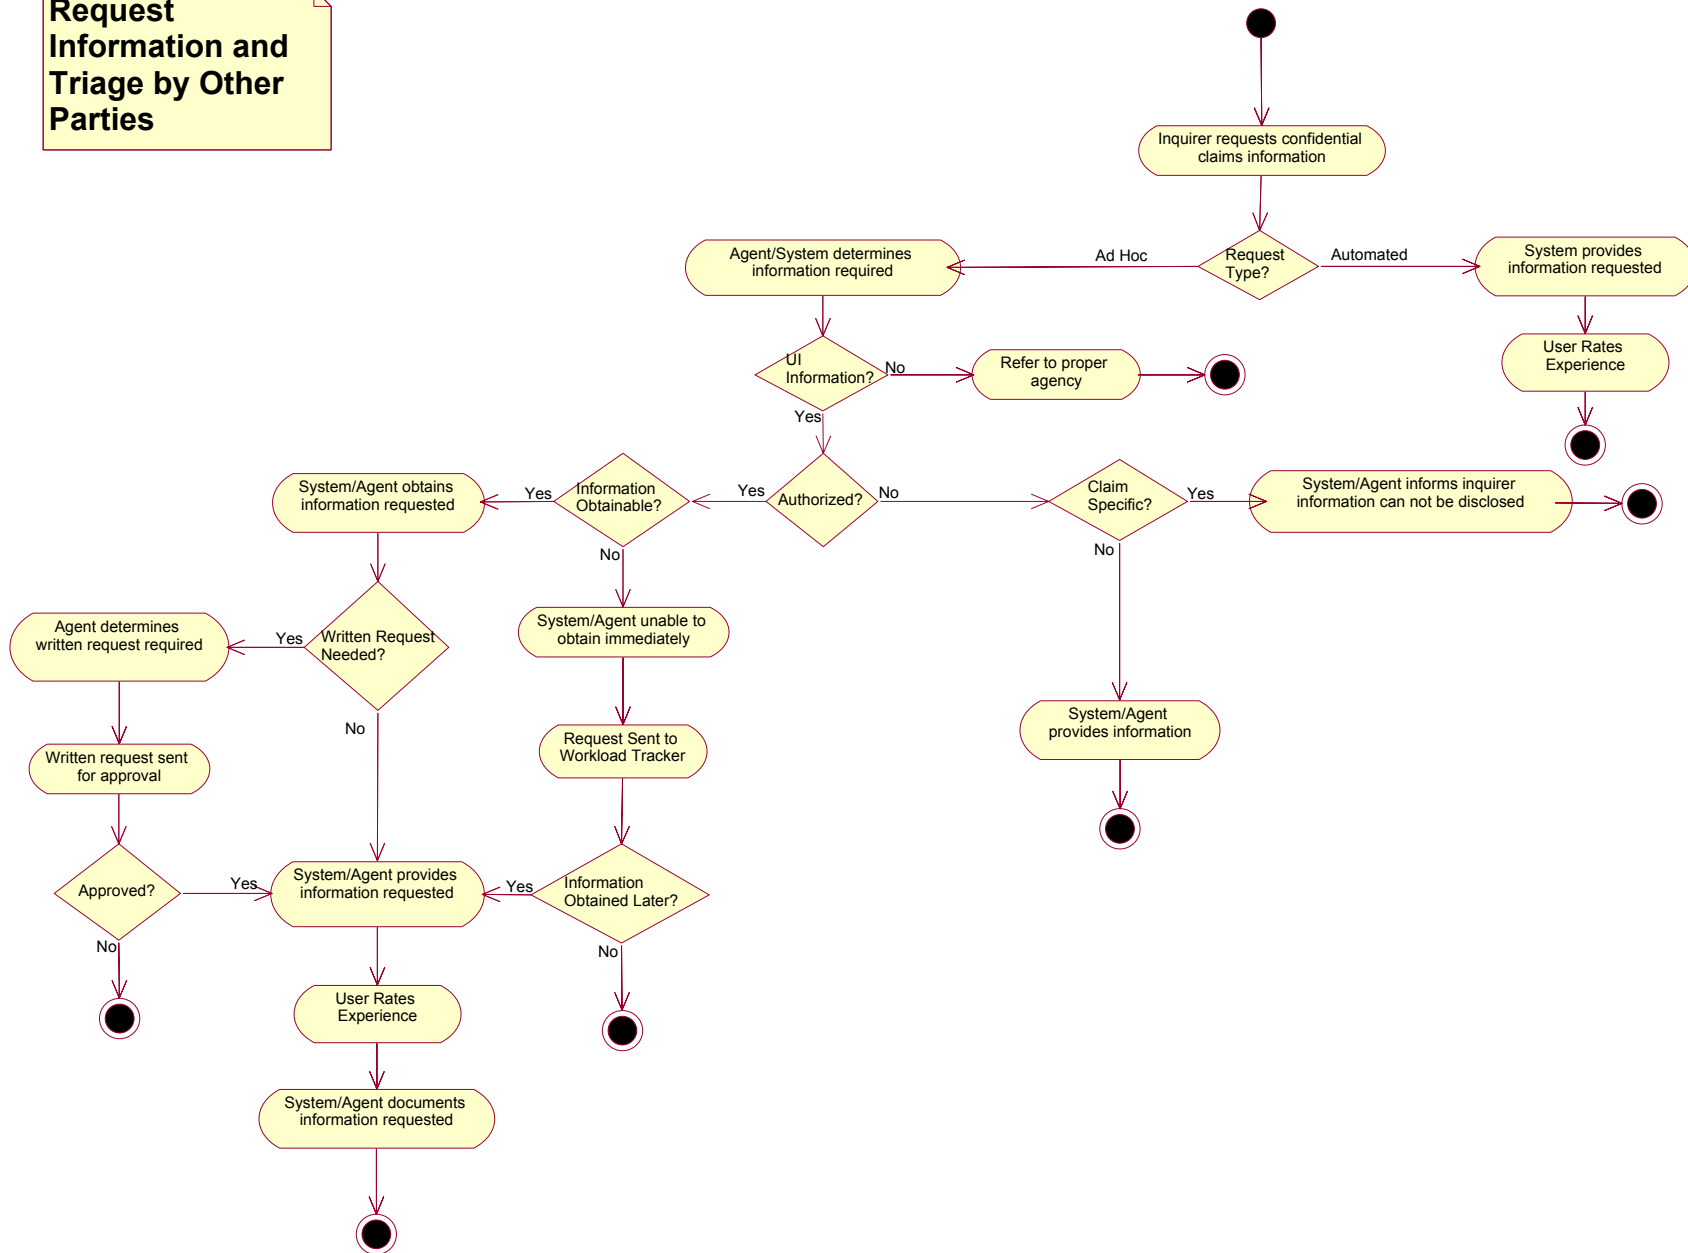 Request
Information and
Triage by Other
Parties
Inquirer requests confidential
claims information
Agent/System determines
information required
Ad Hoc
Request
Type?
Automated
System provides
information requested
UI
Information?
No
Refer to proper
agency
User Rates
Experience
Yes
System/Agent obtains
information requested
Yes
Information
Obtainable?
Yes
Authorized?
No
Claim
Specific?
Yes
System/Agent informs inquirer
information can not be disclosed
No
No
Agent determines
written request required
Yes
Written Request
Needed?
System/Agent unable to
obtain immediately
No
System/Agent
provides information
Written request sent
for approval
Request Sent to
Workload Tracker
Approved?
Yes
System/Agent provides
information requested
Yes
Information
Obtained Later?
No
No
User Rates
Experience
System/Agent documents
information requested